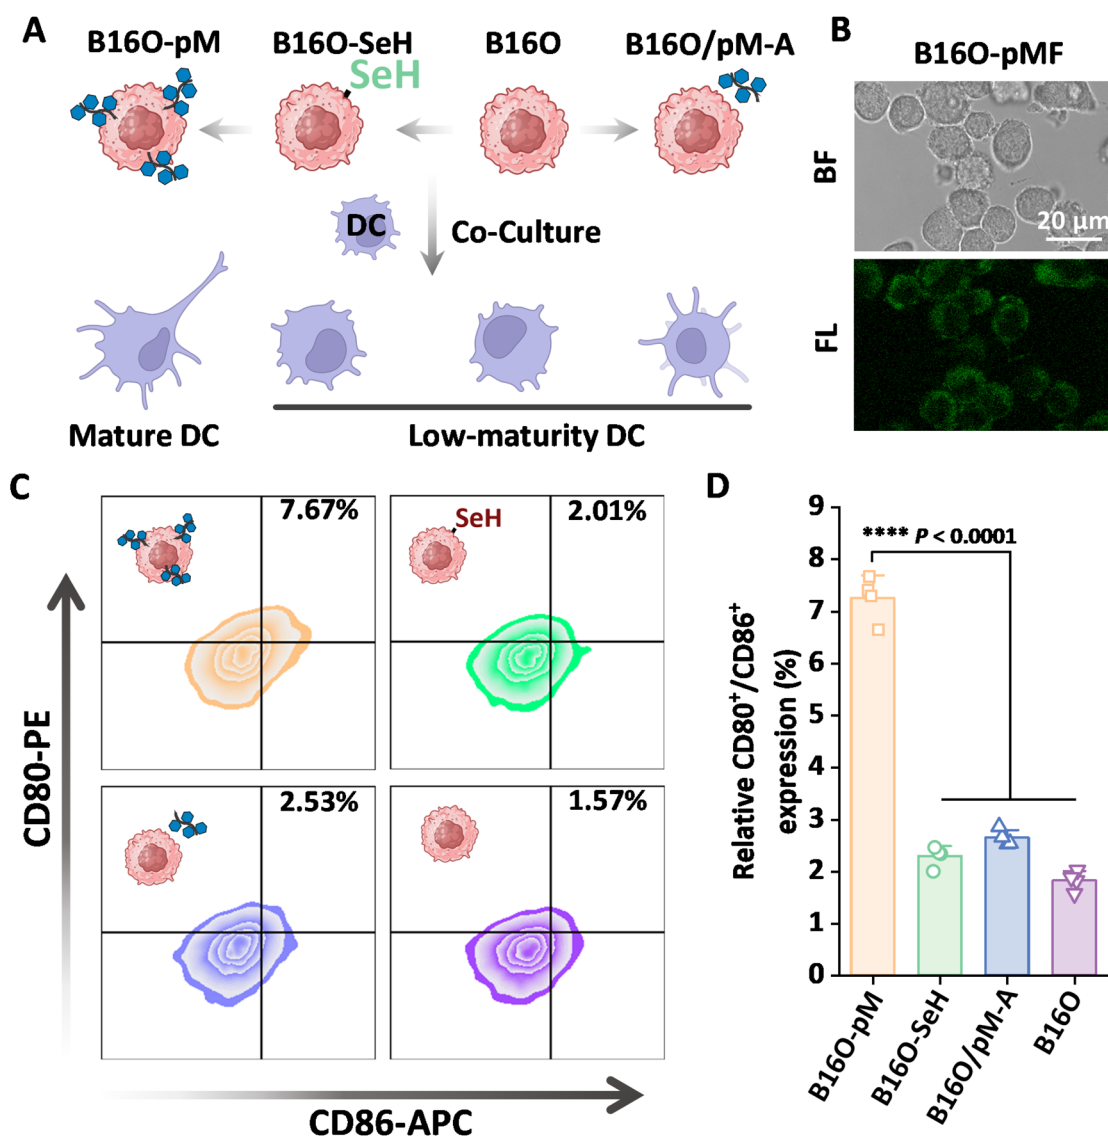 A
B16O-pM B16O-SeH B16O B16O/pM-A
SeH
DC
Co-Culture
Mature DC
Low-maturity DC
B
B16O-pMF
BF
20 μm
FL
C
7.67%
SeH
2.01%
2.53%
1.57%
CD80-PE
CD86-APC
D
Relative CD80⁺/CD86⁺
expression (%)
9
8
7
6
5
4
3
2
1
0
**** P < 0.0001
B16O-pM
B16O-SeH
B16O/pM-A
B16O